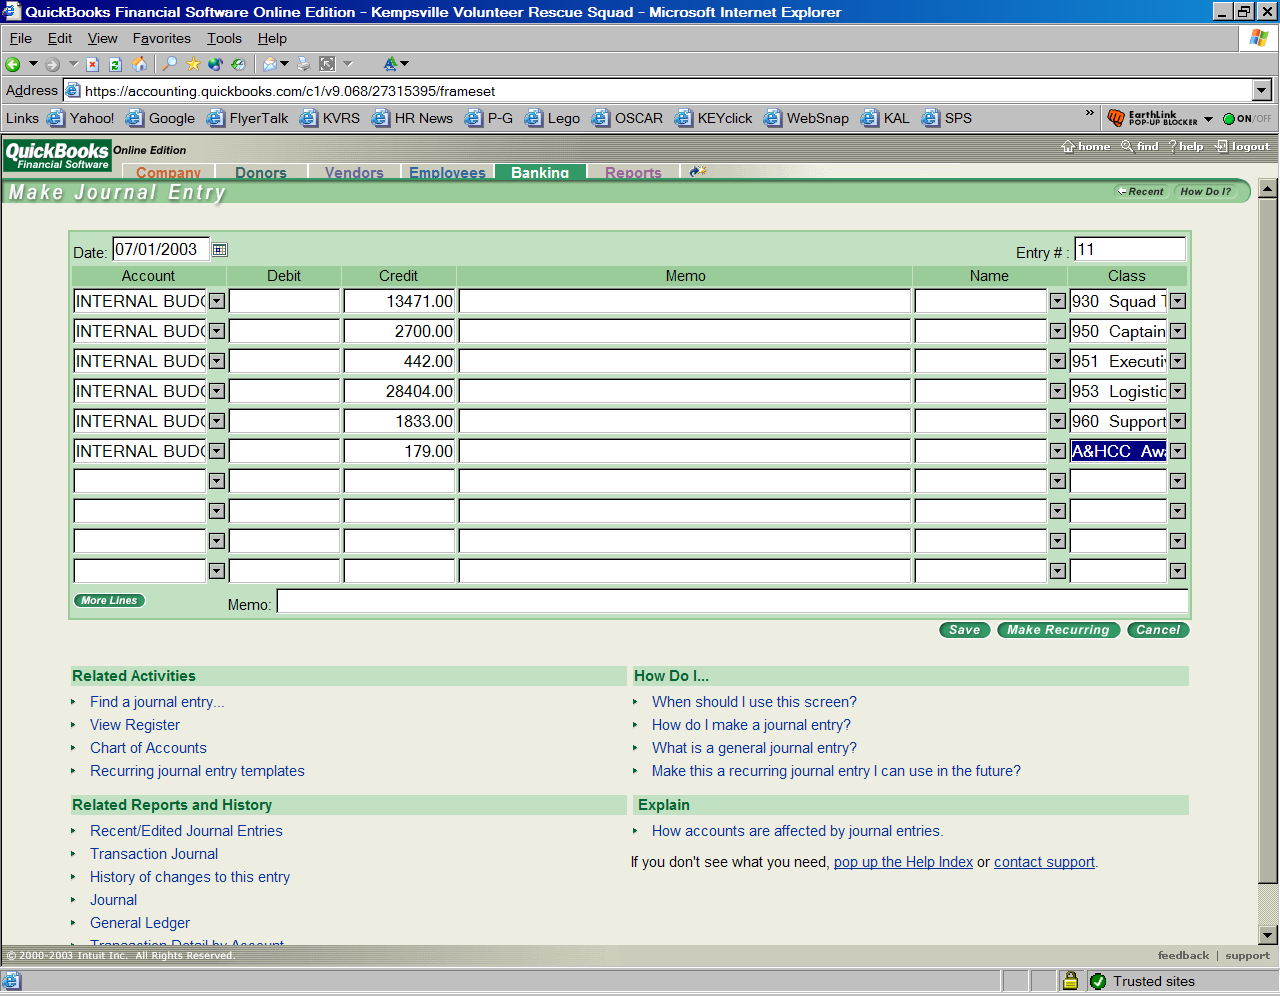 QuickBooks Financial Software Online Edition - Kempsville Volunteer Rescue Squad - Microsoft Internet Explorer
File Edit View Favorites Tools Help
Address https://accounting.quickbooks.com/c1/v9.068/27315395/frameset
Links Yahoo! Google FlyerTalk KVRS HR News P-G Lego OSCAR KEYclick WebSnap KAL SPS » EarthLink POP-UP BLOCKER ON/OFF
QuickBooks Online Edition home find ? help logout
Financial Software
Company Donors Vendors Employees Banking Reports
Make Journal Entry Recent How Do I?
Date: 07/01/2003 Entry # : 11
Account Debit Credit Memo Name Class
INTERNAL BUDG 13471.00 930 Squad T
INTERNAL BUDG 2700.00 950 Captain
INTERNAL BUDG 442.00 951 Executiv
INTERNAL BUDG 28404.00 953 Logistic
INTERNAL BUDG 1833.00 960 Support
INTERNAL BUDG 179.00 A&HCC Awa
More Lines Memo:
Save Make Recurring Cancel
Related Activities
Find a journal entry...
View Register
Chart of Accounts
Recurring journal entry templates
How Do I...
When should I use this screen?
How do I make a journal entry?
What is a general journal entry?
Make this a recurring journal entry I can use in the future?
Related Reports and History
Recent/Edited Journal Entries
Transaction Journal
History of changes to this entry
Journal
General Ledger
Transaction Detail by Account
Explain
How accounts are affected by journal entries.
If you don't see what you need, pop up the Help Index or contact support.
© 2000-2003 Intuit Inc. All Rights Reserved. feedback | support
Trusted sites